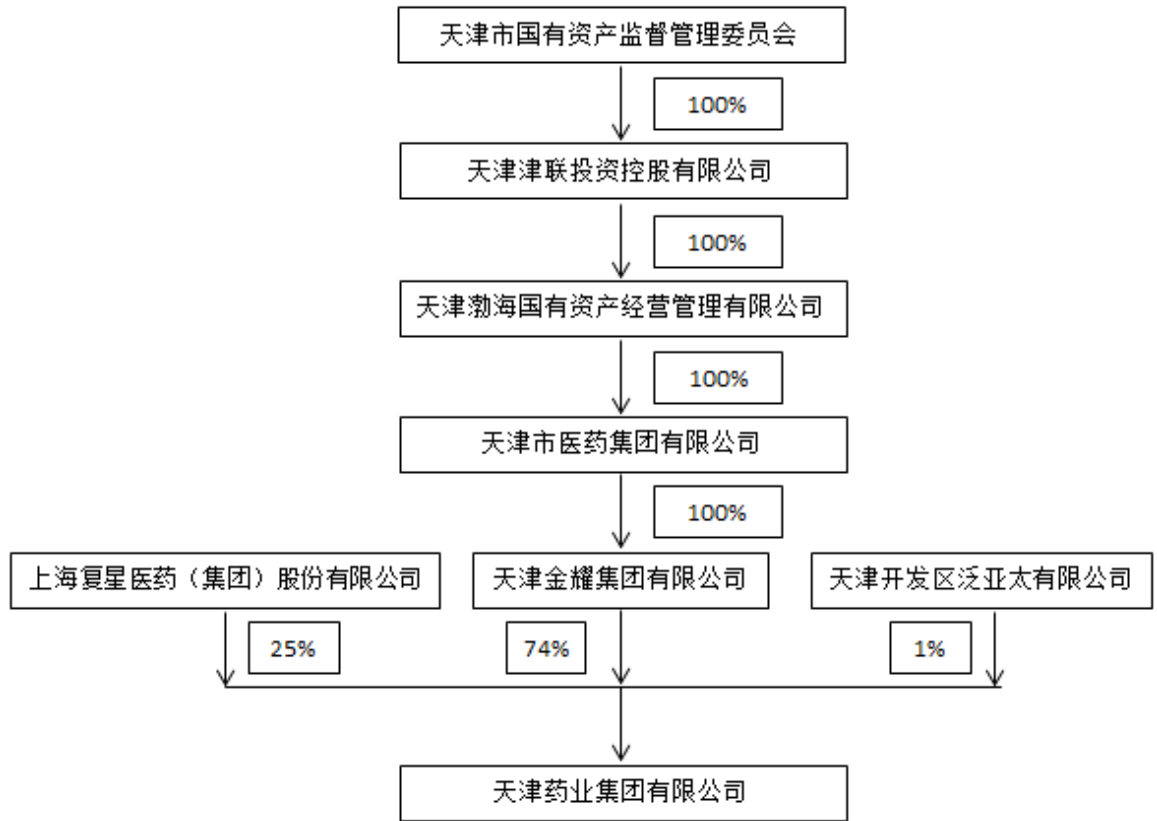 天津市国有资产监督管理委员会
100%
天津津联投资控股有限公司
100%
天津渤海国有资产经营管理有限公司
100%
天津市医药集团有限公司
100%
上海复星医药（集团）股份有限公司
天津金耀集团有限公司
天津开发区泛亚太有限公司
25%
74%
1%
天津药业集团有限公司